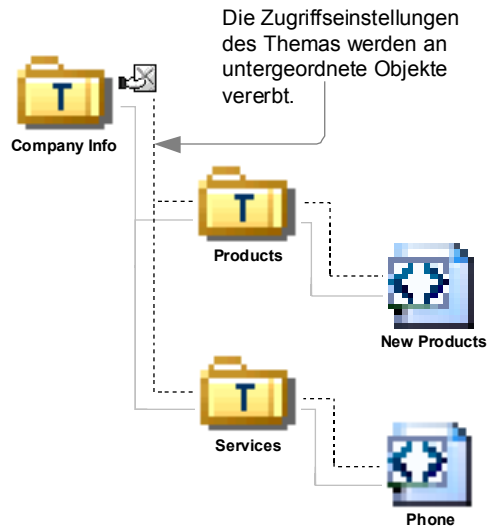 Die Zugriffseinstellungen
des Themas werden an
untergeordnete Objekte
vererbt.
T
Company Info
T
Products
New Products
T
Services
Phone